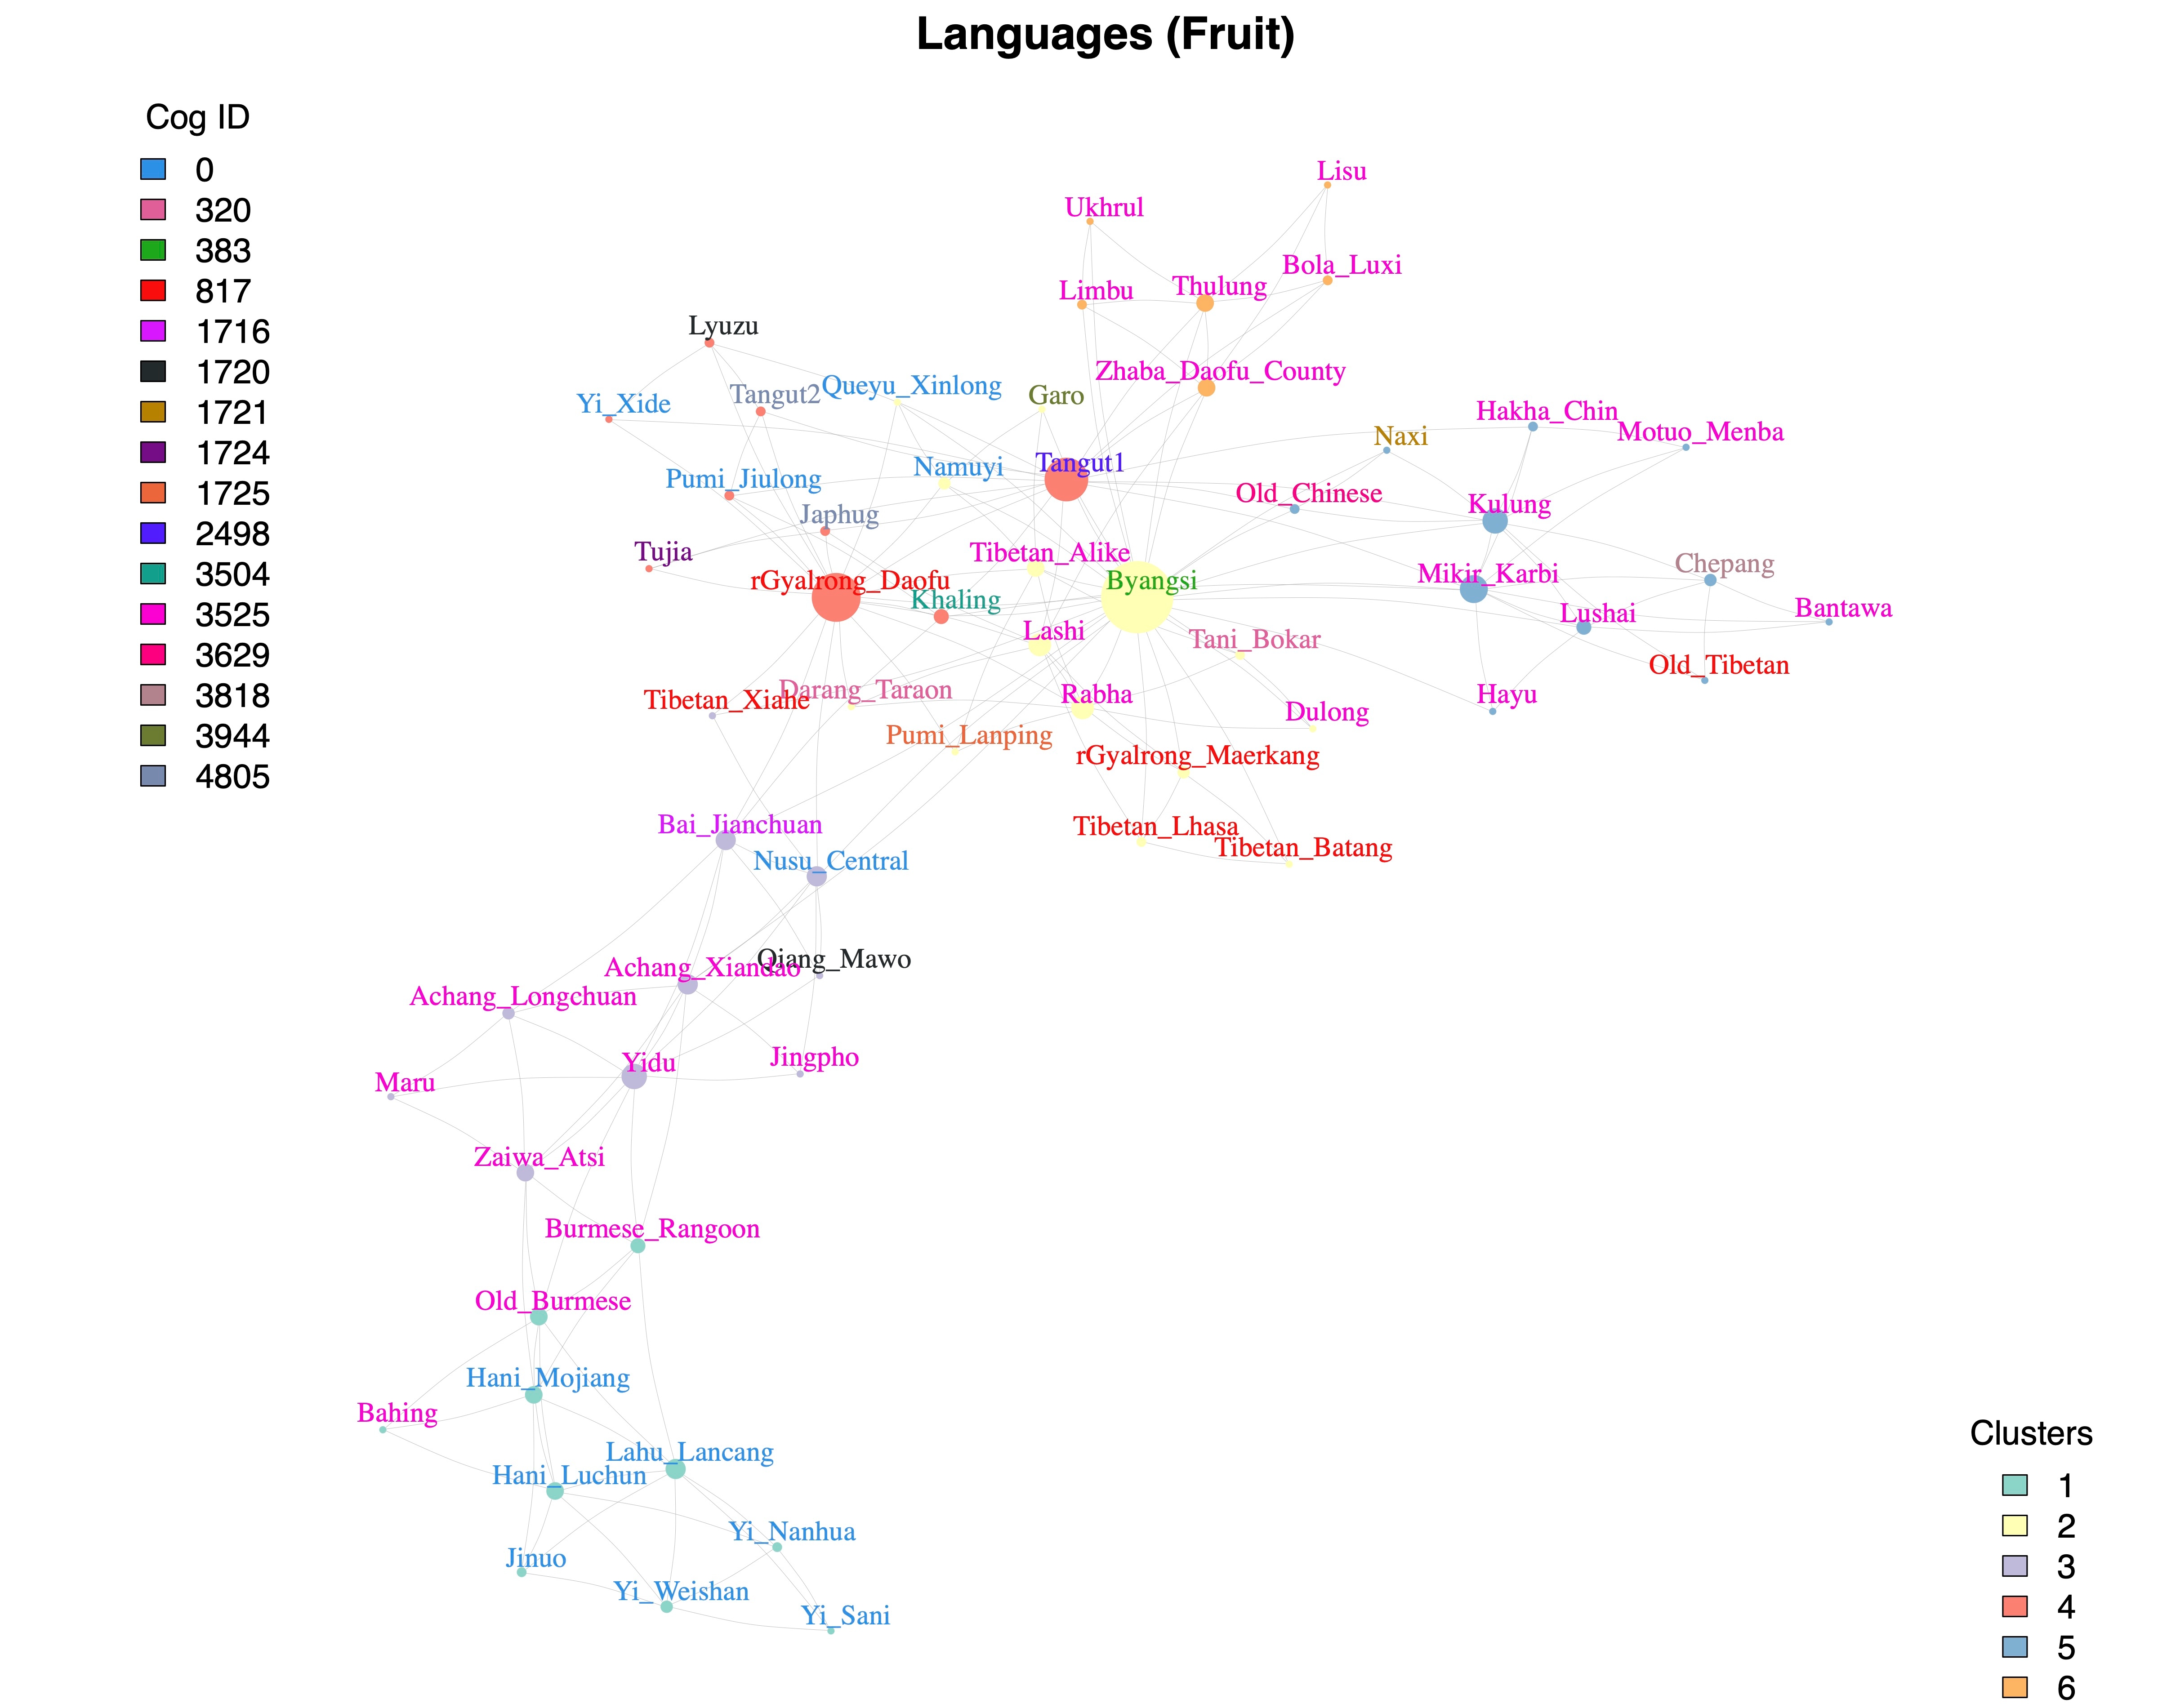 Languages (Fruit)
Cog ID
0
320
383
817
1716
1720
1721
1724
1725
2498
3504
3525
3629
3818
3944
4805
Lisu
Ukhrul
Bola_Luxi
Limbu
Thulung
Lyuzu
Zhaba_Daofu_County
Tangut2
Queyu_Xinlong
Garo
Yi_Xide
Hakha_Chin
Motuo_Menba
Naxi
Namuyi
Tangut1
Pumi_Jiulong
Old_Chinese
Kulung
Japhug
Tujia
Tibetan_Alike
Chepang
rGyalrong_Daofu
Byangsi
Mikir_Karbi
Khaling
Lushai
Bantawa
Lashi
Tani_Bokar
Old_Tibetan
Darang_Taraon
Tibetan_Xiahe
Rabha
Hayu
Dulong
Pumi_Lanping
rGyalrong_Maerkang
Bai_Jianchuan
Tibetan_Lhasa
Tibetan_Batang
Nusu_Central
Qiang_Mawo
Achang_Xiandao
Achang_Longchuan
Jingpho
Yidu
Maru
Zaiwa_Atsi
Burmese_Rangoon
Old_Burmese
Hani_Mojiang
Bahing
Lahu_Lancang
Hani_Luchun
Yi_Nanhua
Jinuo
Yi_Weishan
Yi_Sani
Clusters
1
2
3
4
5
6